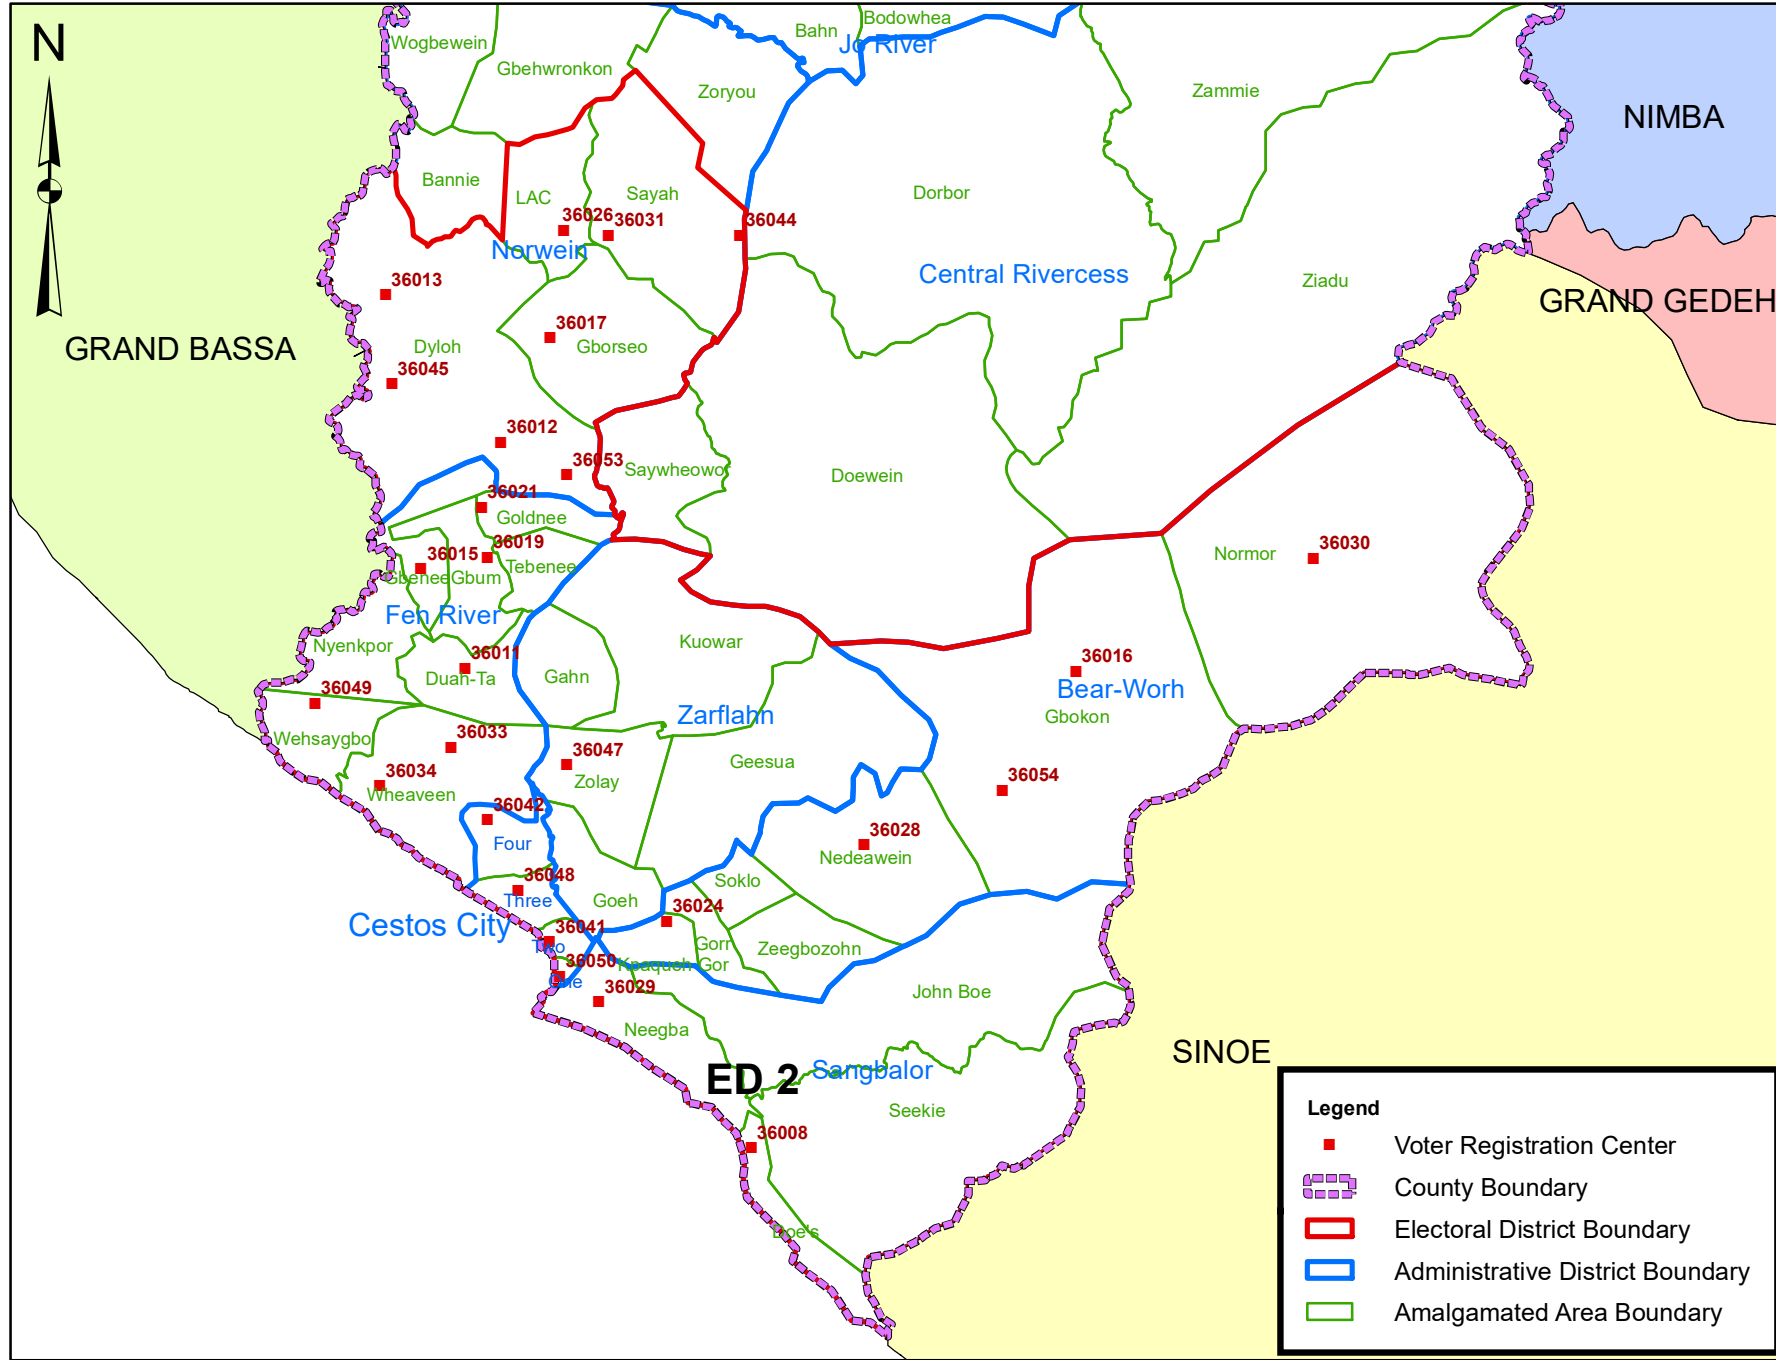 N
Wogbewein
Gbehwronkon
Bahn
Bodowhea
Jo River
Zoryou
Zammie
NIMBA
Bannie
LAC
Sayah
Dorbor
36026
36031
36044
Norwein
Central Rivercess
Ziadu
36013
GRAND GEDEH
GRAND BASSA
36017
Dyloh
Gborseo
36045
36012
36053
Saywheowor
Doewein
36021
Goldnee
36015
36019
Tebenee
Gbenee
Gbum
Normor
36030
Fen River
Nyenkpor
Kuowar
36011
Duan-Ta
Gahn
36016
Bear-Worh
Gbokon
36049
Zarflahn
Wehsaygbo
36033
36047
Geesua
Zolay
36034
Wheaveen
36054
36042
Four
36028
Nedeawein
36048
Three
Soklo
Goeh
36024
Cestos City
36041
Two
Gorr
Zeegbozohn
Kpaqueh Gor
36050
One
36029
John Boe
Neegba
SINOE
ED 2
Sangbalor
Seekie
36008
Doe's
Legend
Voter Registration Center
County Boundary
Electoral District Boundary
Administrative District Boundary
Amalgamated Area Boundary